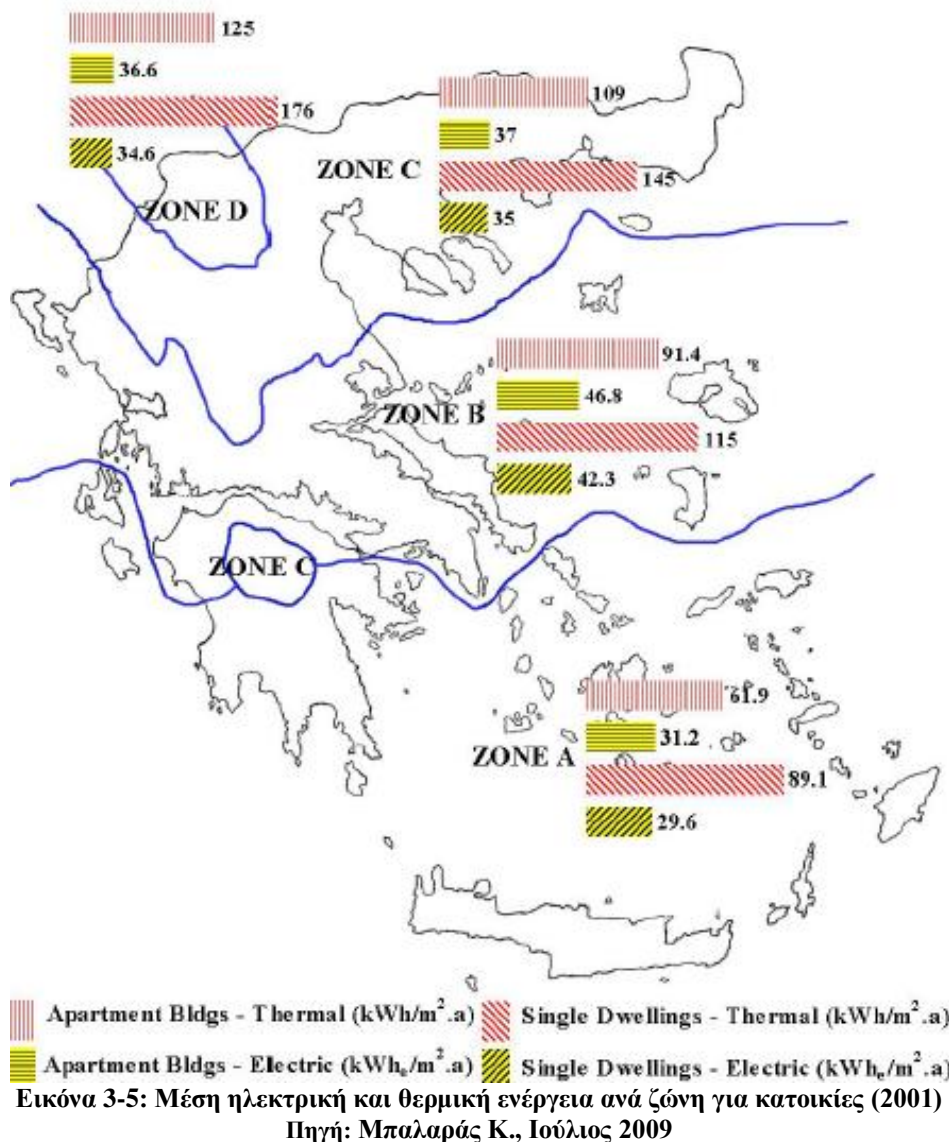 125
36.6
176
34.6
ZONE D
109
37
145
35
ZONE C
91.4
46.8
115
42.3
ZONE B
ZONE C
61.9
31.2
89.1
29.6
ZONE A
Apartment Bldgs - Thermal (kWh/m².a)
Single Dwellings - Thermal (kWh/m².a)
Apartment Bldgs - Electric (kWhₑ/m².a)
Single Dwellings - Electric (kWhₑ/m².a)
Εικόνα 3-5: Μέση ηλεκτρική και θερμική ενέργεια ανά ζώνη για κατοικίες (2001)
Πηγή: Μπαλαράς Κ., Ιούλιος 2009